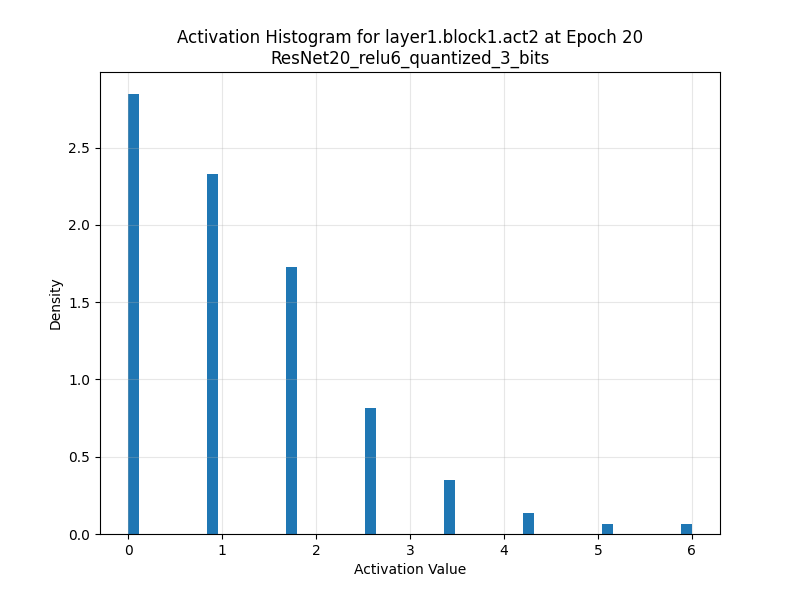 Activation Histogram for layer1.block1.act2 at Epoch 20
ResNet20_relu6_quantized_3_bits
2.5
2.0
1.5
1.0
0.5
0.0
Density
0 1 2 3 4 5 6
Activation Value